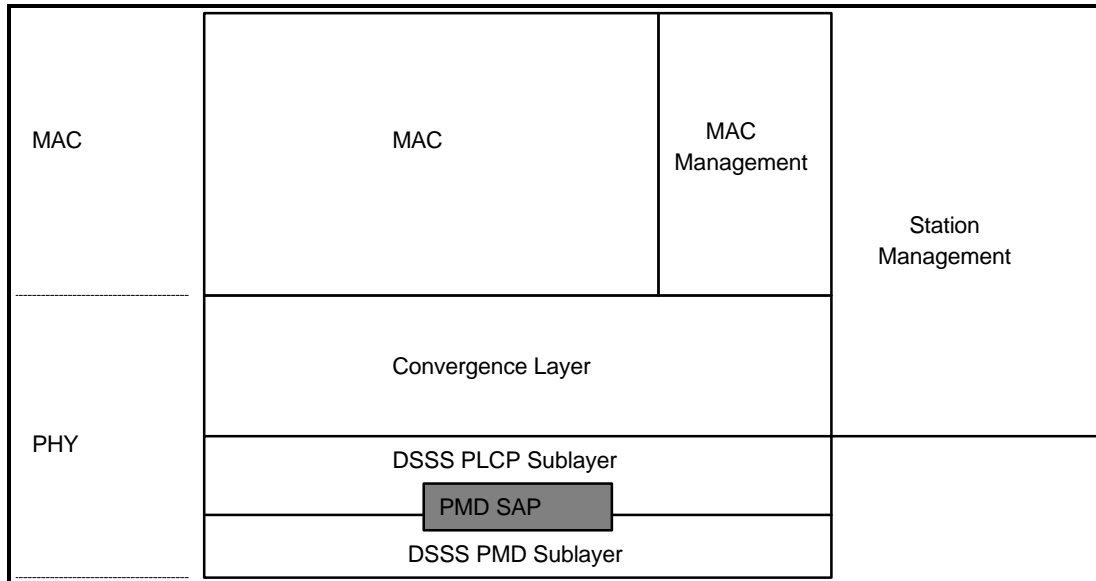 MAC
MAC
MAC
Management
Station
Management
Convergence Layer
PHY
DSSS PLCP Sublayer
PMD SAP
DSSS PMD Sublayer